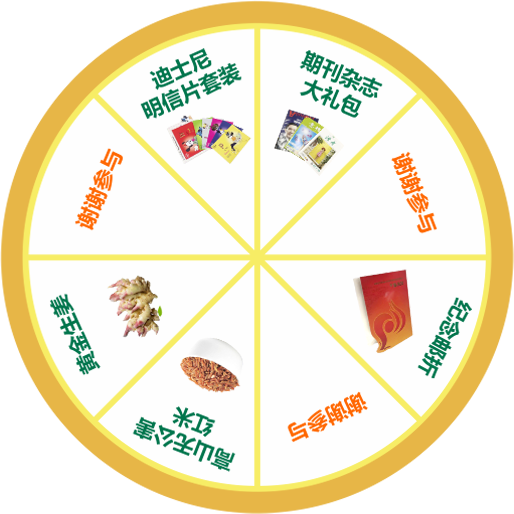 期刊杂志
大礼包
谢谢参与
纪念邮折
谢谢参与
高山无公害
红米
黄金生姜
谢谢参与
迪士尼
明信片套装